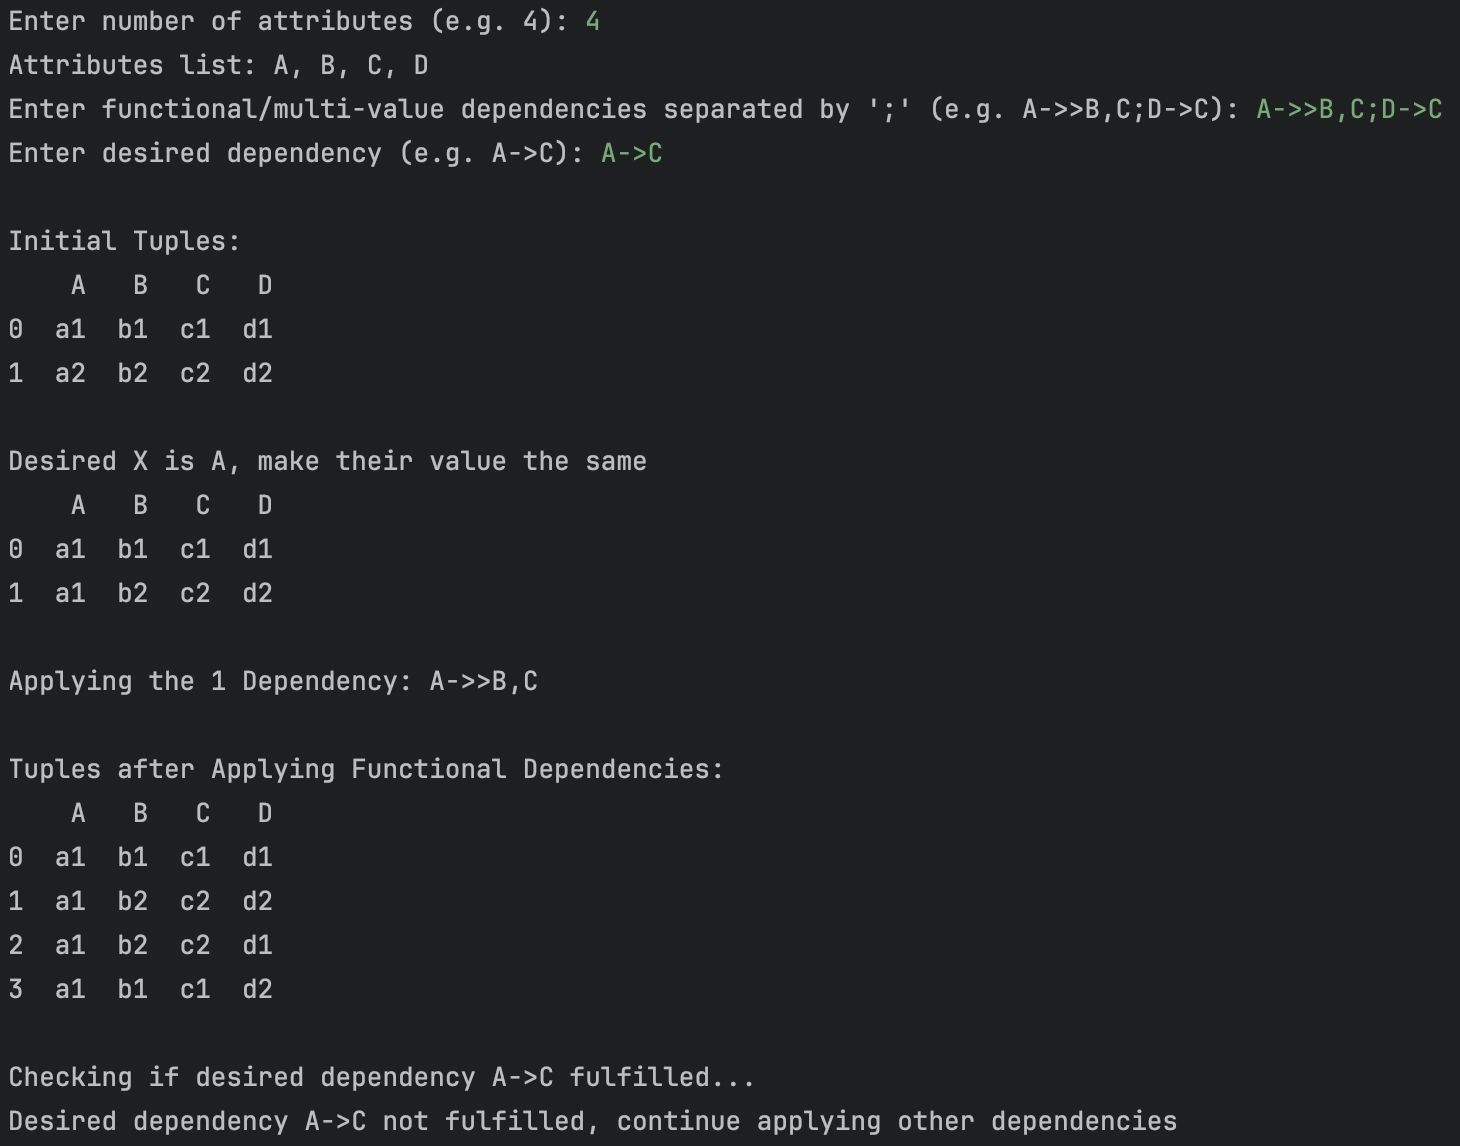 Enter number of attributes (e.g. 4): 4
Attributes list: A, B, C, D
Enter functional/multi-value dependencies separated by ';' (e.g. A->>B,C;D->C): A->>B,C;D->C
Enter desired dependency (e.g. A->C): A->C
Initial Tuples:
A B C D
0 a1 b1 c1 d1
1 a2 b2 c2 d2
Desired X is A, make their value the same
A B C D
0 a1 b1 c1 d1
1 a1 b2 c2 d2
Applying the 1 Dependency: A->>B,C
Tuples after Applying Functional Dependencies:
A B C D
0 a1 b1 c1 d1
1 a1 b2 c2 d2
2 a1 b2 c2 d1
3 a1 b1 c1 d2
Checking if desired dependency A->C fulfilled...
Desired dependency A->C not fulfilled, continue applying other dependencies